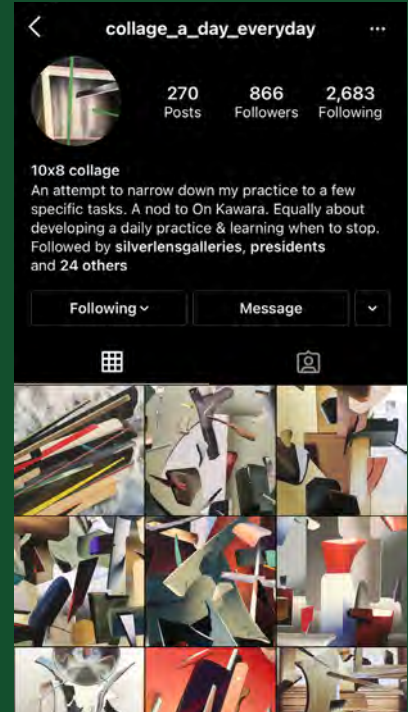 collage_a_day_everyday
270 866 2,683
Posts Followers Following
10x8 collage
An attempt to narrow down my practice to a few
specific tasks. A nod to On Kawara. Equally about
developing a daily practice & learning when to stop.
Followed by silverlensgalleries, presidents
and 24 others
Following Message